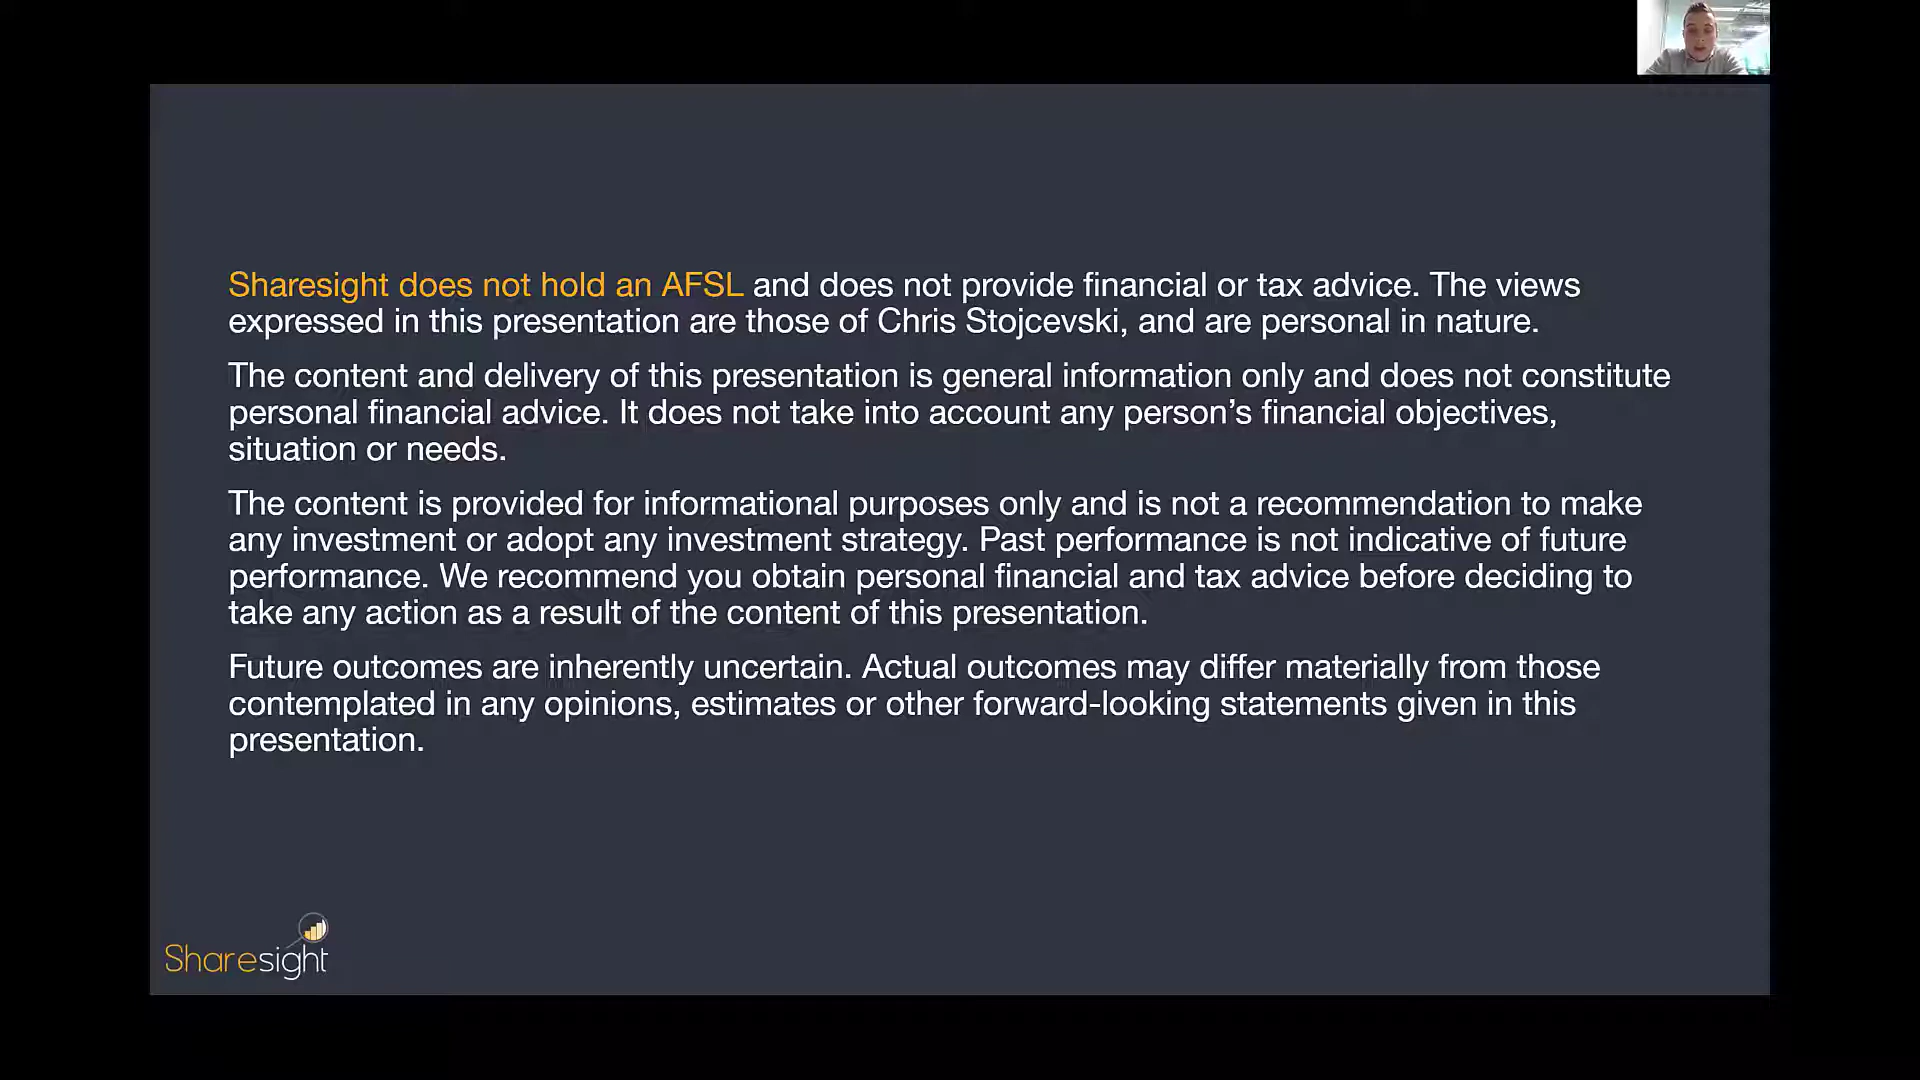 Sharesight does not hold an AFSL and does not provide financial or tax advice. The views
expressed in this presentation are those of Chris Stojcevski, and are personal in nature.
The content and delivery of this presentation is general information only and does not constitute
personal financial advice. It does not take into account any person’s financial objectives,
situation or needs.
The content is provided for informational purposes only and is not a recommendation to make
any investment or adopt any investment strategy. Past performance is not indicative of future
performance. We recommend you obtain personal financial and tax advice before deciding to
take any action as a result of the content of this presentation.
Future outcomes are inherently uncertain. Actual outcomes may differ materially from those
contemplated in any opinions, estimates or other forward-looking statements given in this
presentation.
Sharesight